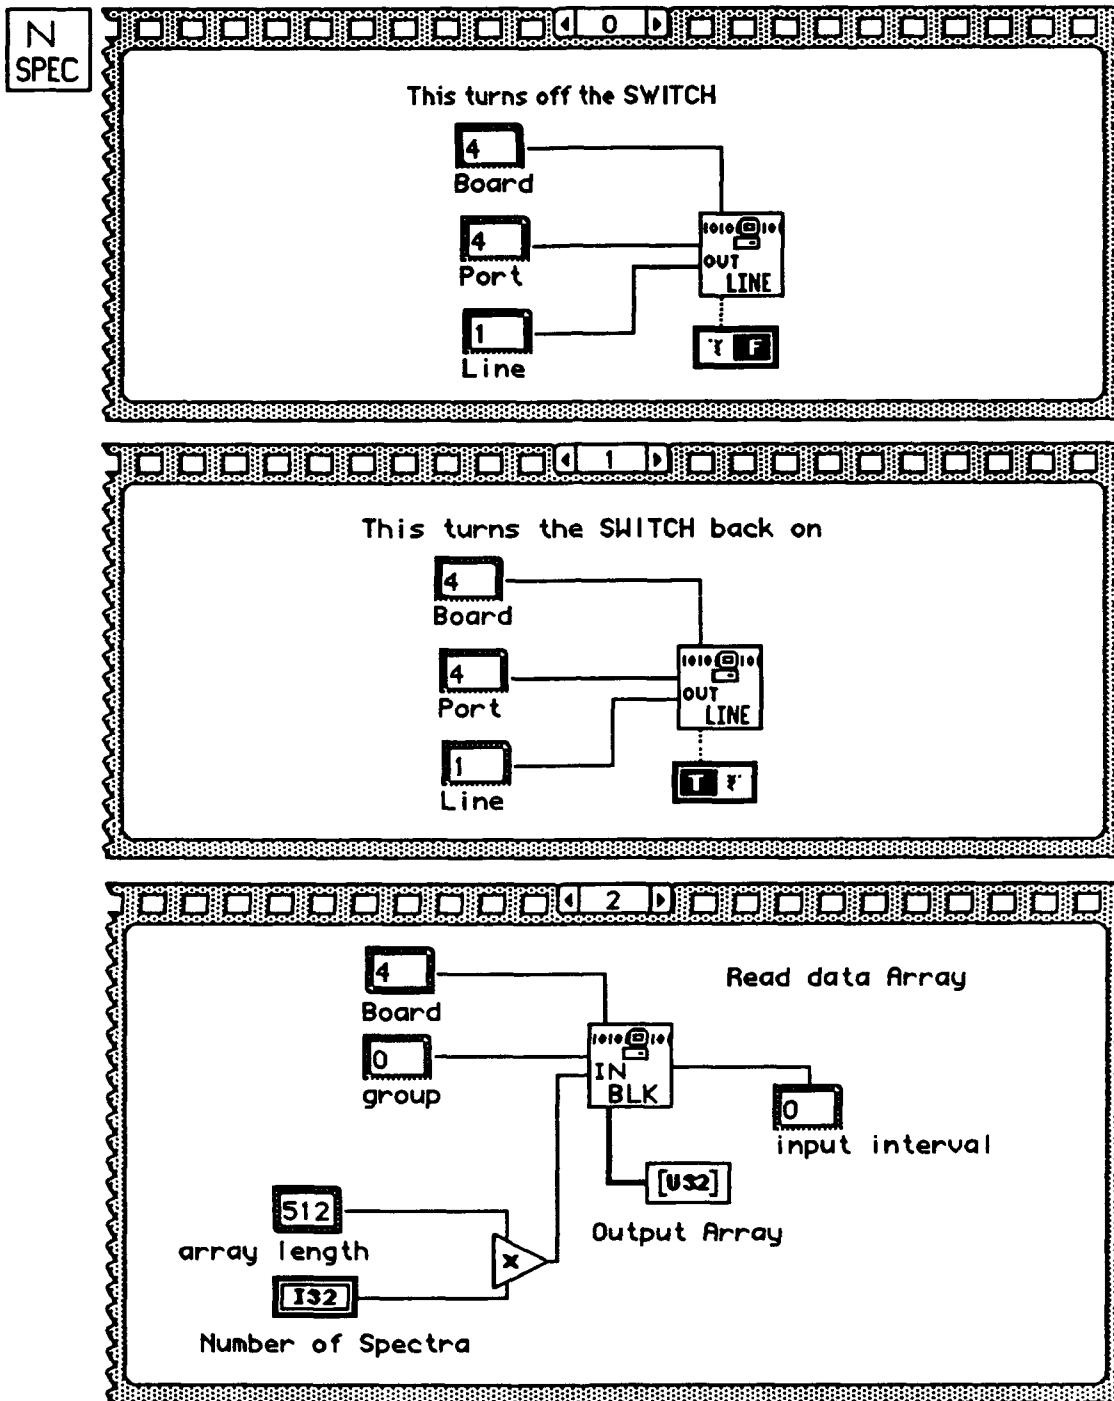 N
SPEC
0
This turns off the SWITCH
4
Board
4
Port
1
Line
OUT
LINE
F
1
This turns the SWITCH back on
4
Board
4
Port
1
Line
OUT
LINE
T
2
Read data Array
4
Board
0
group
IN
BLK
0
input interval
[U32]
Output Array
512
array length
x
I32
Number of Spectra